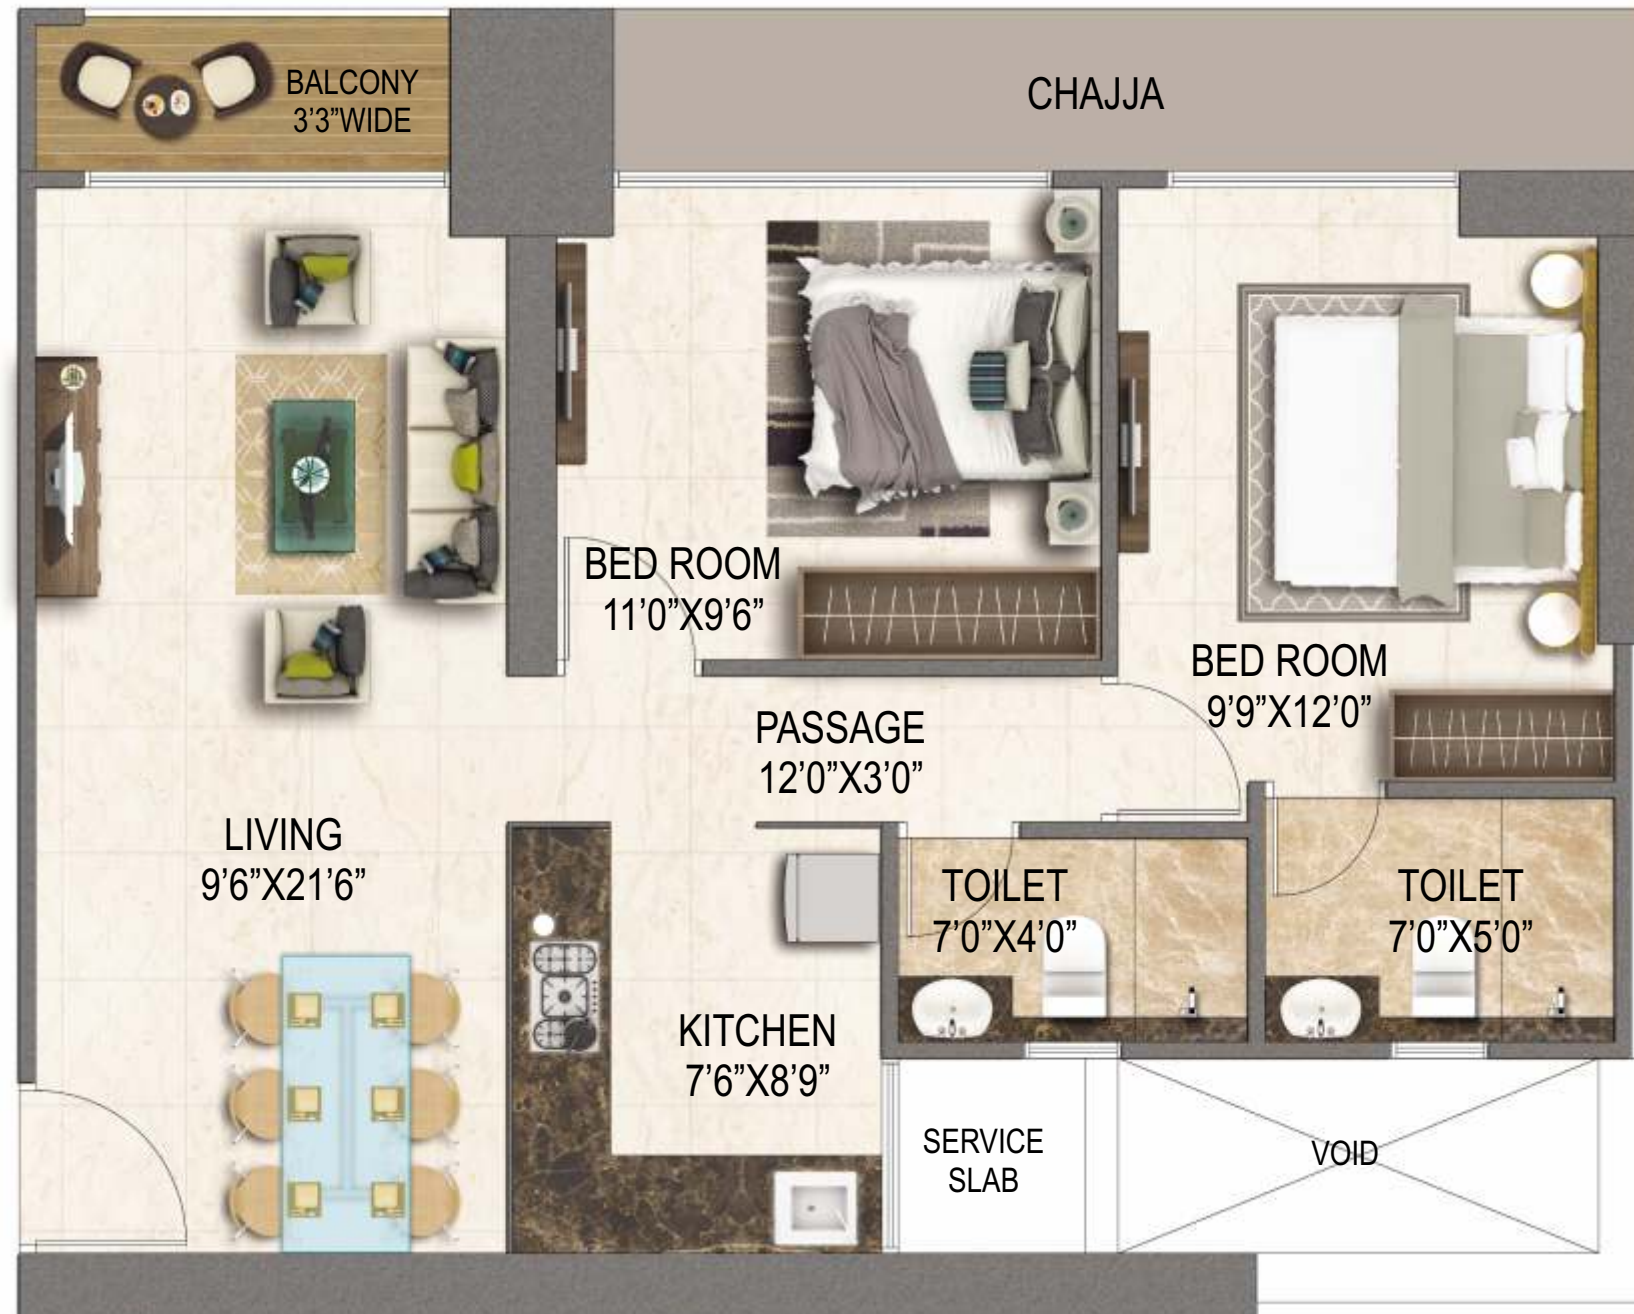 BALCONY
3'3”WIDE
CHAJJA
BED ROOM
11'0”X9'6”
BED ROOM
9'9”X12'0”
PASSAGE
12'0”X3'0”
LIVING
9'6”X21'6”
TOILET
7'0”X4'0”
TOILET
7'0”X5'0”
KITCHEN
7'6”X8'9”
SERVICE
SLAB
VOID